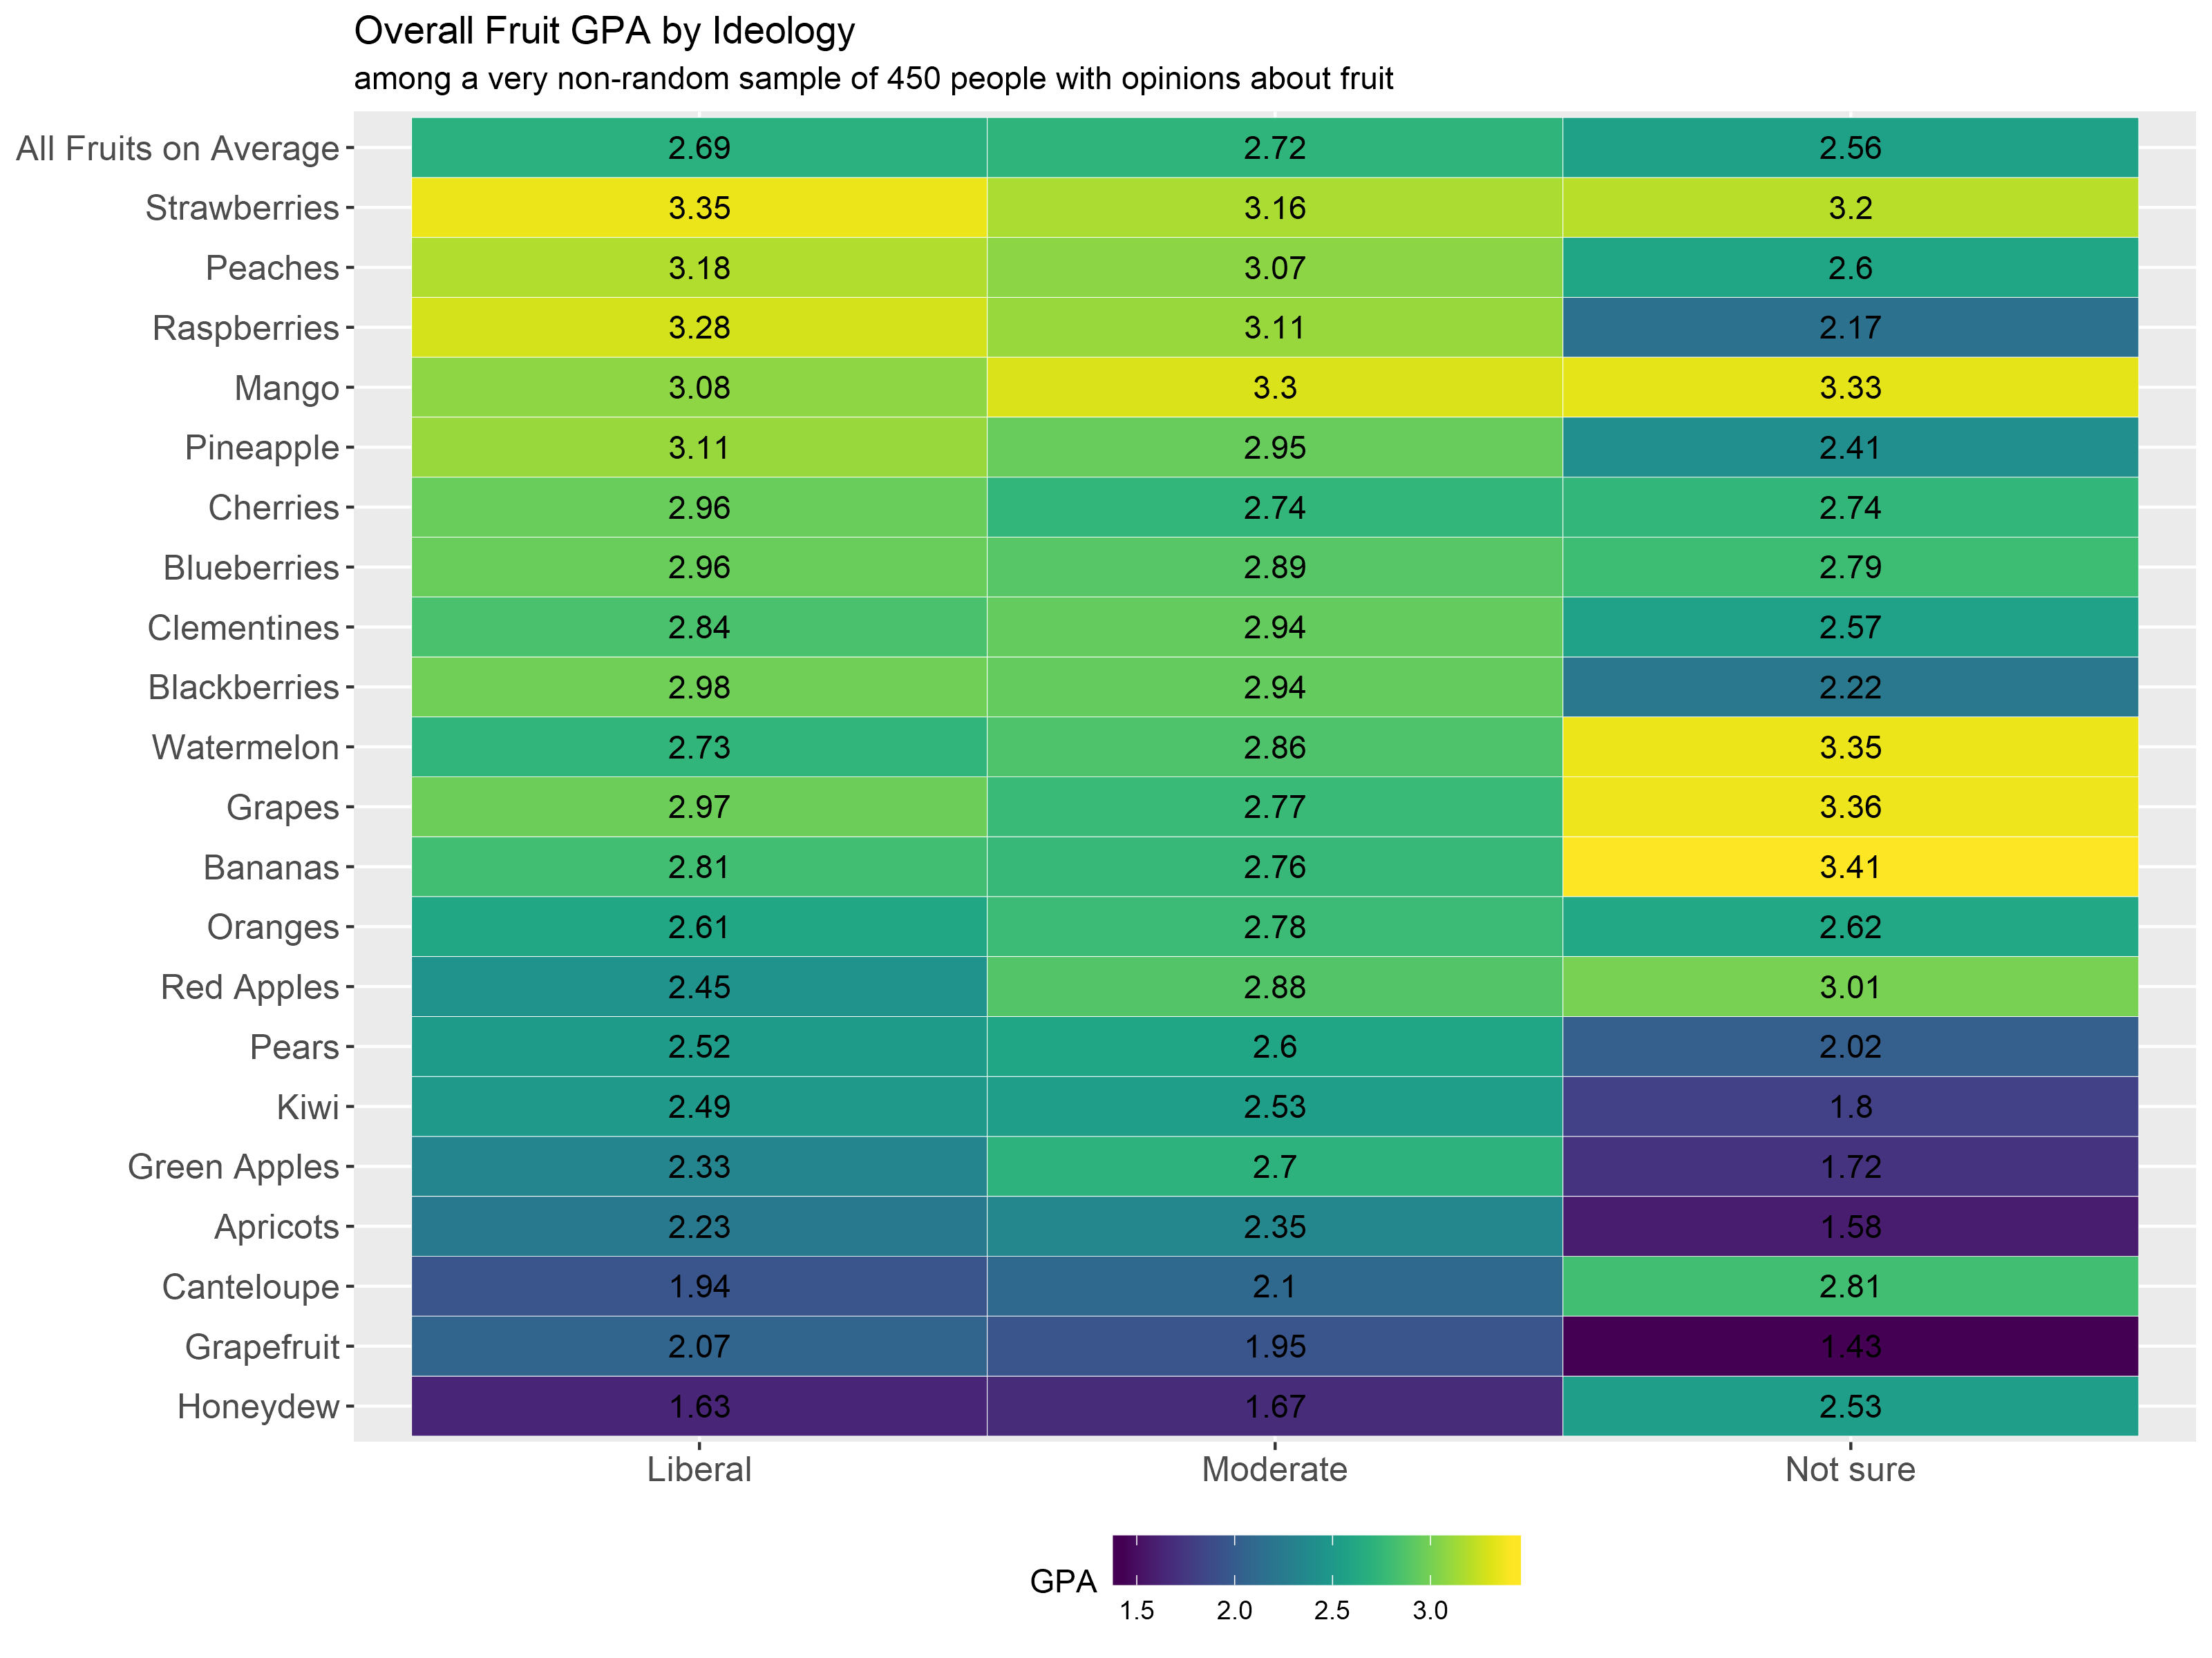 Overall Fruit GPA by Ideology
among a very non-random sample of 450 people with opinions about fruit
All Fruits on Average 2.69 2.72 2.56
Strawberries 3.35 3.16 3.2
Peaches 3.18 3.07 2.6
Raspberries 3.28 3.11 2.17
Mango 3.08 3.3 3.33
Pineapple 3.11 2.95 2.41
Cherries 2.96 2.74 2.74
Blueberries 2.96 2.89 2.79
Clementines 2.84 2.94 2.57
Blackberries 2.98 2.94 2.22
Watermelon 2.73 2.86 3.35
Grapes 2.97 2.77 3.36
Bananas 2.81 2.76 3.41
Oranges 2.61 2.78 2.62
Red Apples 2.45 2.88 3.01
Pears 2.52 2.6 2.02
Kiwi 2.49 2.53 1.8
Green Apples 2.33 2.7 1.72
Apricots 2.23 2.35 1.58
Canteloupe 1.94 2.1 2.81
Grapefruit 2.07 1.95 1.43
Honeydew 1.63 1.67 2.53
Liberal Moderate Not sure
GPA
1.5 2.0 2.5 3.0